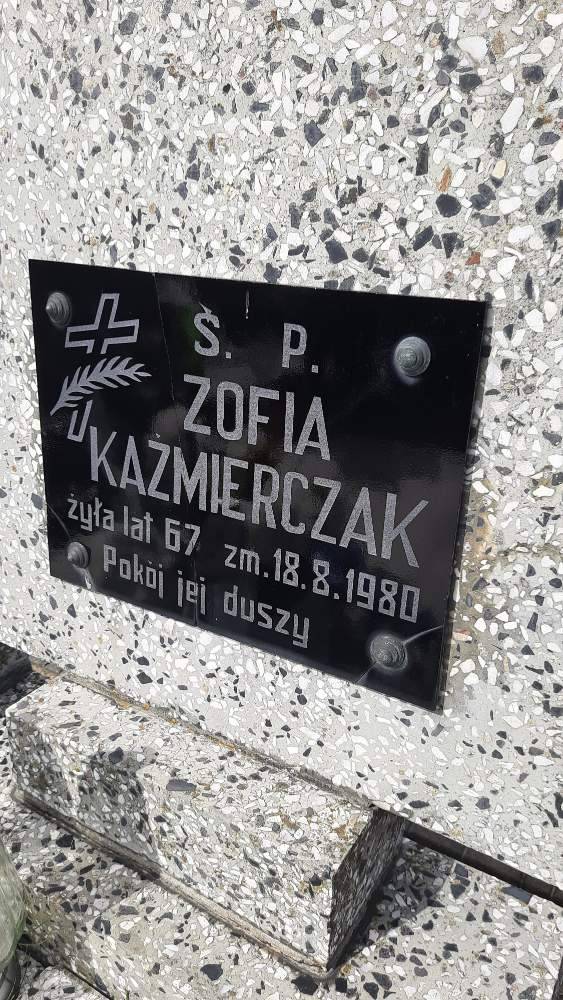 Ś. P.
ZOFIA
KAŹMIERCZAK
żyła lat 67 zm. 18.8.1980
Pokój jej duszy